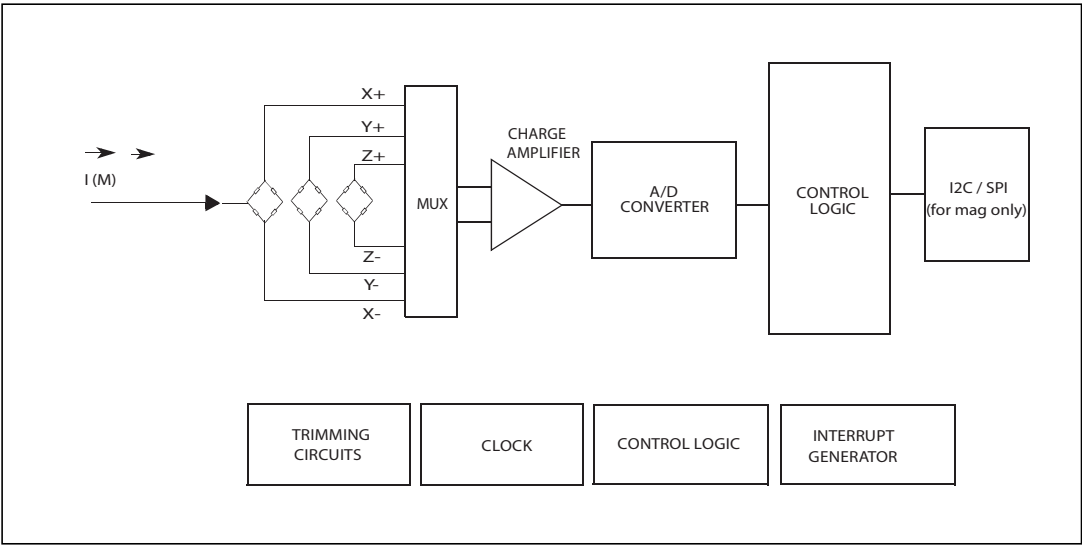 X+
Y+
Z+
I (M)
Z-
Y-
X-
MUX
CHARGE
AMPLIFIER
A/D
CONVERTER
CONTROL
LOGIC
I2C / SPI
(for mag only)
TRIMMING
CIRCUITS
CLOCK
CONTROL LOGIC
INTERRUPT
GENERATOR